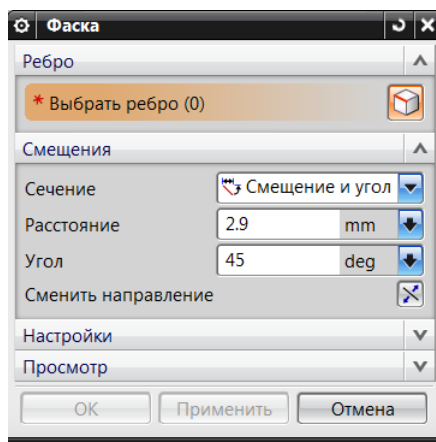 Фаска
Ребро
* Выбрать ребро (0)
Смещения
Сечение Смещение и угол
Расстояние 2.9 mm
Угол 45 deg
Сменить направление
Настройки
Просмотр
ОК Применить Отмена